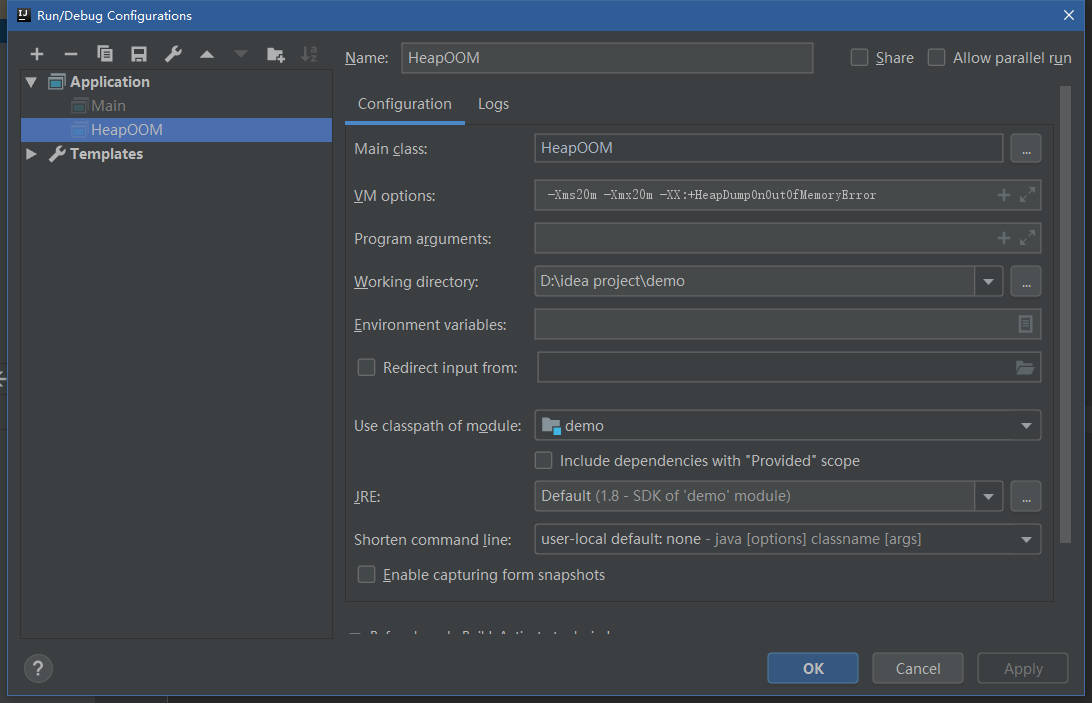 Run/Debug Configurations
Name: HeapOOM Share Allow parallel run
Application
Main
HeapOOM
Templates
Configuration Logs
Main class: HeapOOM ...
VM options: -Xms20m -Xmx20m -XX:+HeapDumpOnOutOfMemoryError
Program arguments:
Working directory: D:\idea project\demo ...
Environment variables:
Redirect input from:
Use classpath of module: demo
Include dependencies with "Provided" scope
JRE: Default (1.8 - SDK of 'demo' module) ...
Shorten command line: user-local default: none - java [options] classname [args]
Enable capturing form snapshots
? OK Cancel Apply